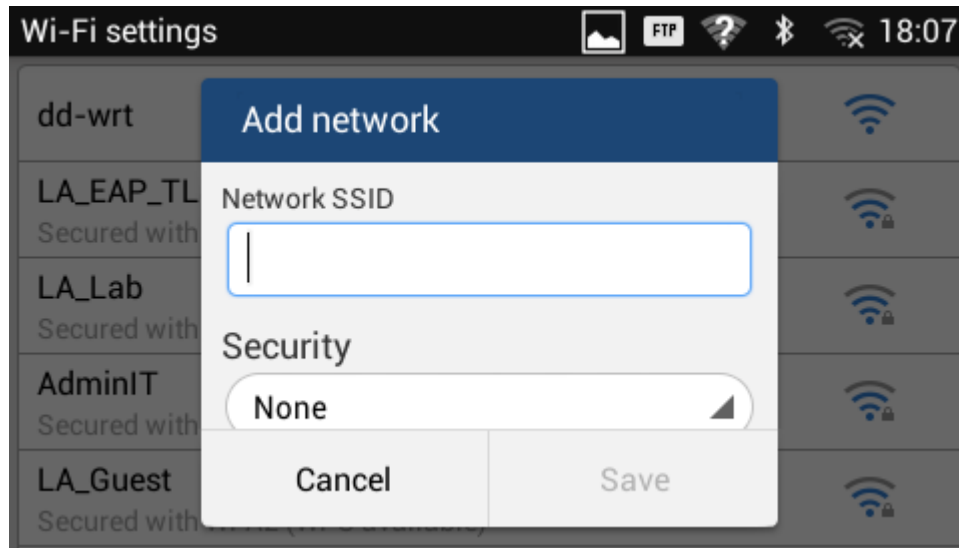 Wi-Fi settings FTP ? 18:07
dd-wrt
Add network
LA_EAP_TL
Network SSID
Secured with
LA_Lab
Secured with
Security
AdminIT
None
Secured with
LA_Guest
Cancel Save
Secured with